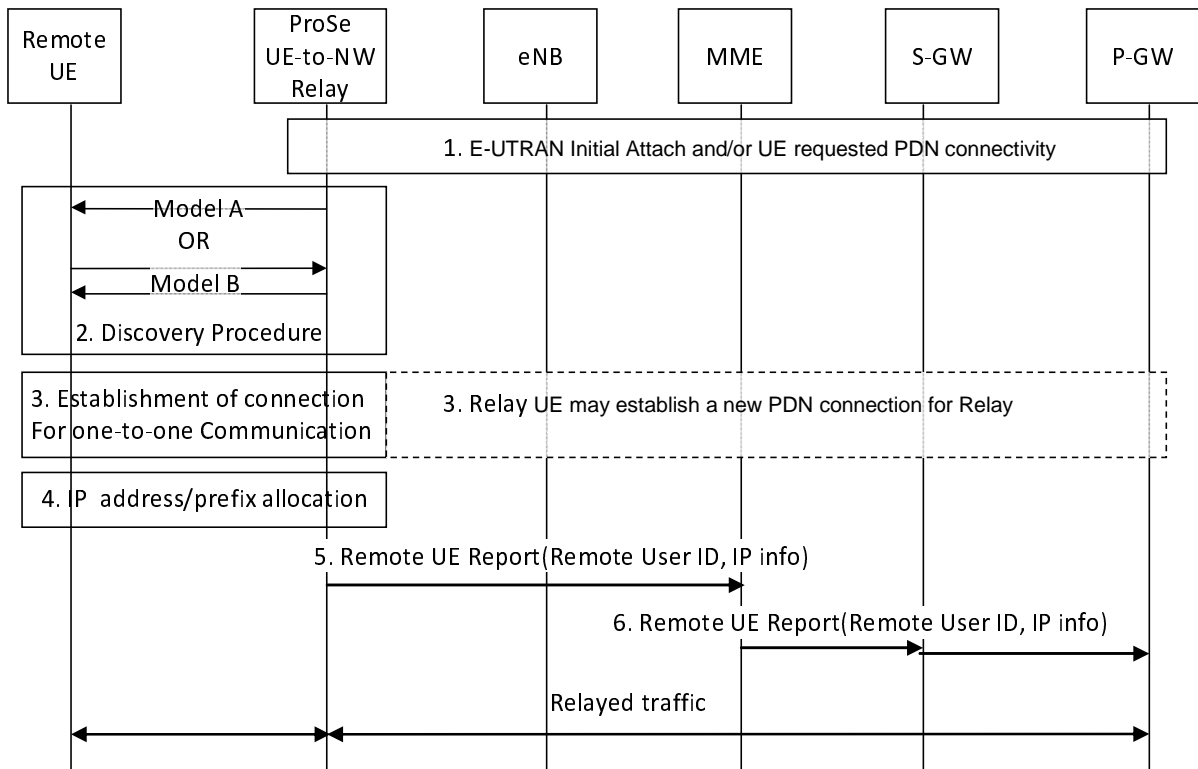 Remote
UE
ProSe
UE-to-NW
Relay
eNB
MME
S-GW
P-GW
1. E-UTRAN Initial Attach and/or UE requested PDN connectivity
Model A
OR
Model B
2. Discovery Procedure
3. Establishment of connection
For one-to-one Communication
3. Relay UE may establish a new PDN connection for Relay
4. IP address/prefix allocation
5. Remote UE Report(Remote User ID, IP info)
6. Remote UE Report(Remote User ID, IP info)
Relayed traffic